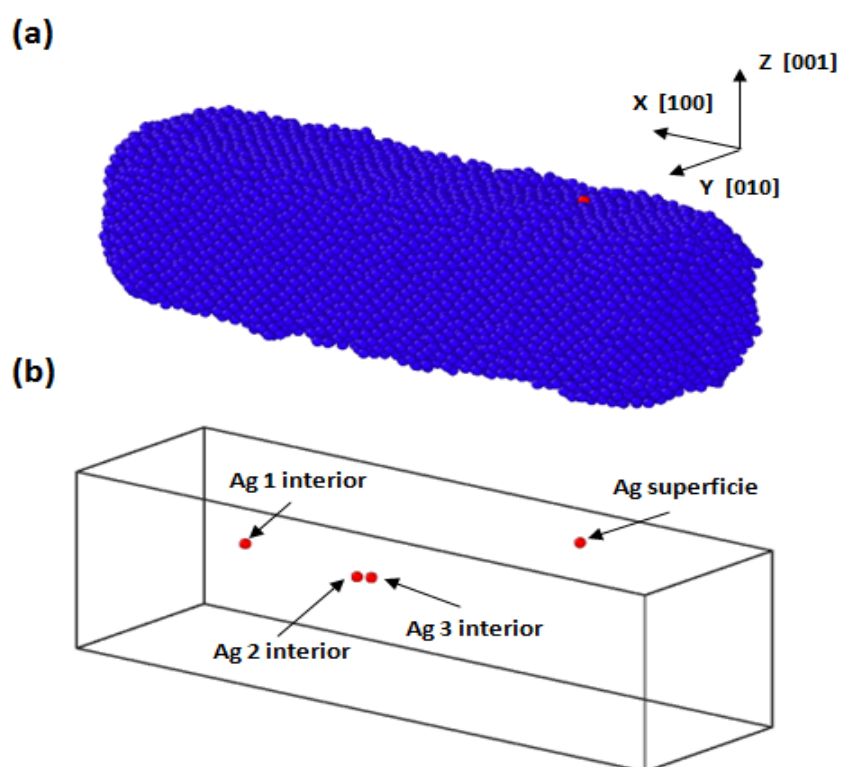 (a)
Z [001]
X [100]
Y [010]
(b)
Ag 1 interior
Ag superficie
Ag 3 interior
Ag 2 interior